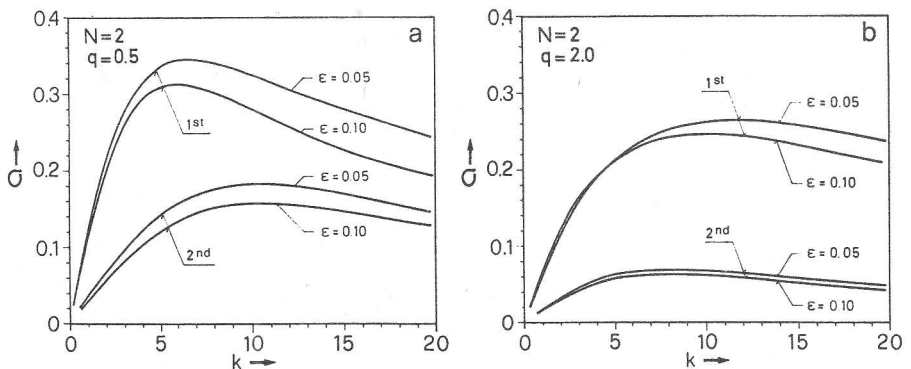 0.4
N=2
q=0.5
a
0.3
ε = 0.05
1st
ε = 0.10
σ
0.2
ε = 0.05
0.1
2nd
ε = 0.10
0
0
5
10
15
20
k
0.4
N=2
q=2.0
b
0.3
1st
ε = 0.05
σ
0.2
ε = 0.10
0.1
2nd
ε = 0.05
ε = 0.10
0
0
5
10
15
20
k